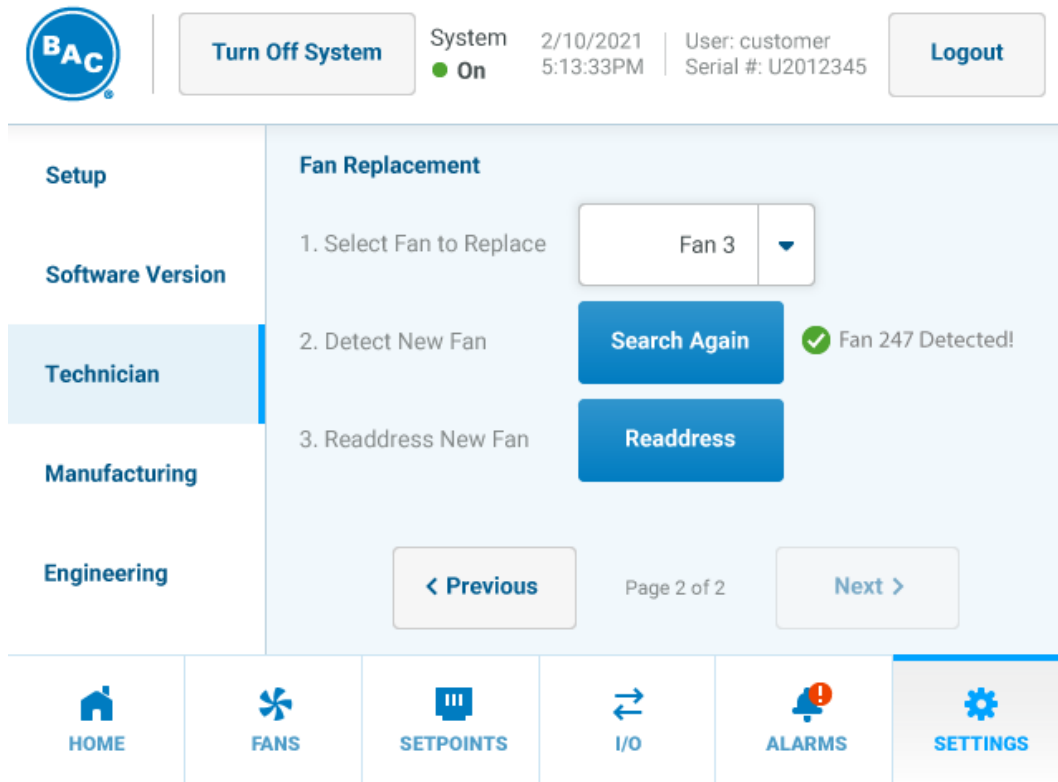 BAC®
Turn Off System
System
On
2/10/2021
5:13:33PM
User: customer
Serial #: U2012345
Logout
Setup
Software Version
Technician
Manufacturing
Engineering
Fan Replacement
1. Select Fan to Replace
Fan 3
2. Detect New Fan
Search Again
Fan 247 Detected!
3. Readdress New Fan
Readdress
< Previous
Page 2 of 2
Next >
HOME
FANS
SETPOINTS
I/O
ALARMS
SETTINGS